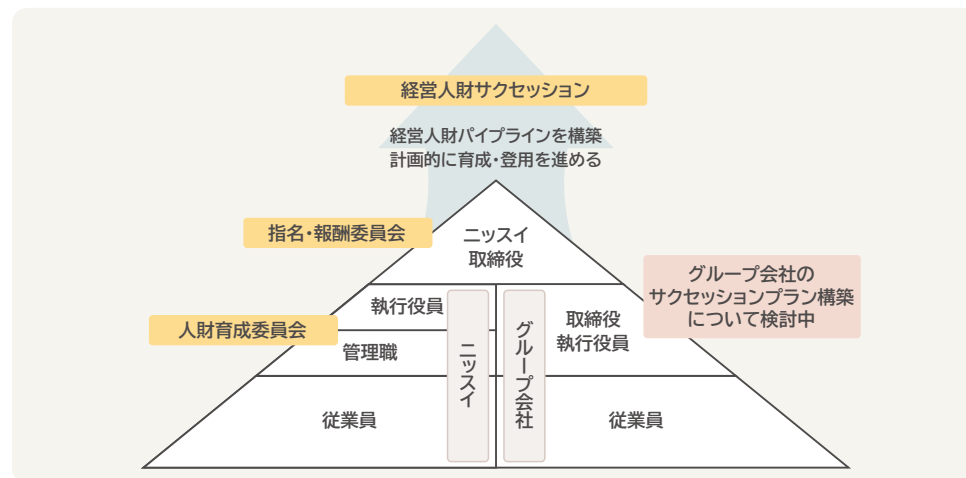 経営人財サクセッション
経営人財パイプラインを構築
計画的に育成・登用を進める
指名・報酬委員会
ニッスイ
取締役
グループ会社の
サクセッションプラン構築
について検討中
人財育成委員会
執行役員
管理職
ニッスイ
グループ会社
取締役
執行役員
従業員
従業員